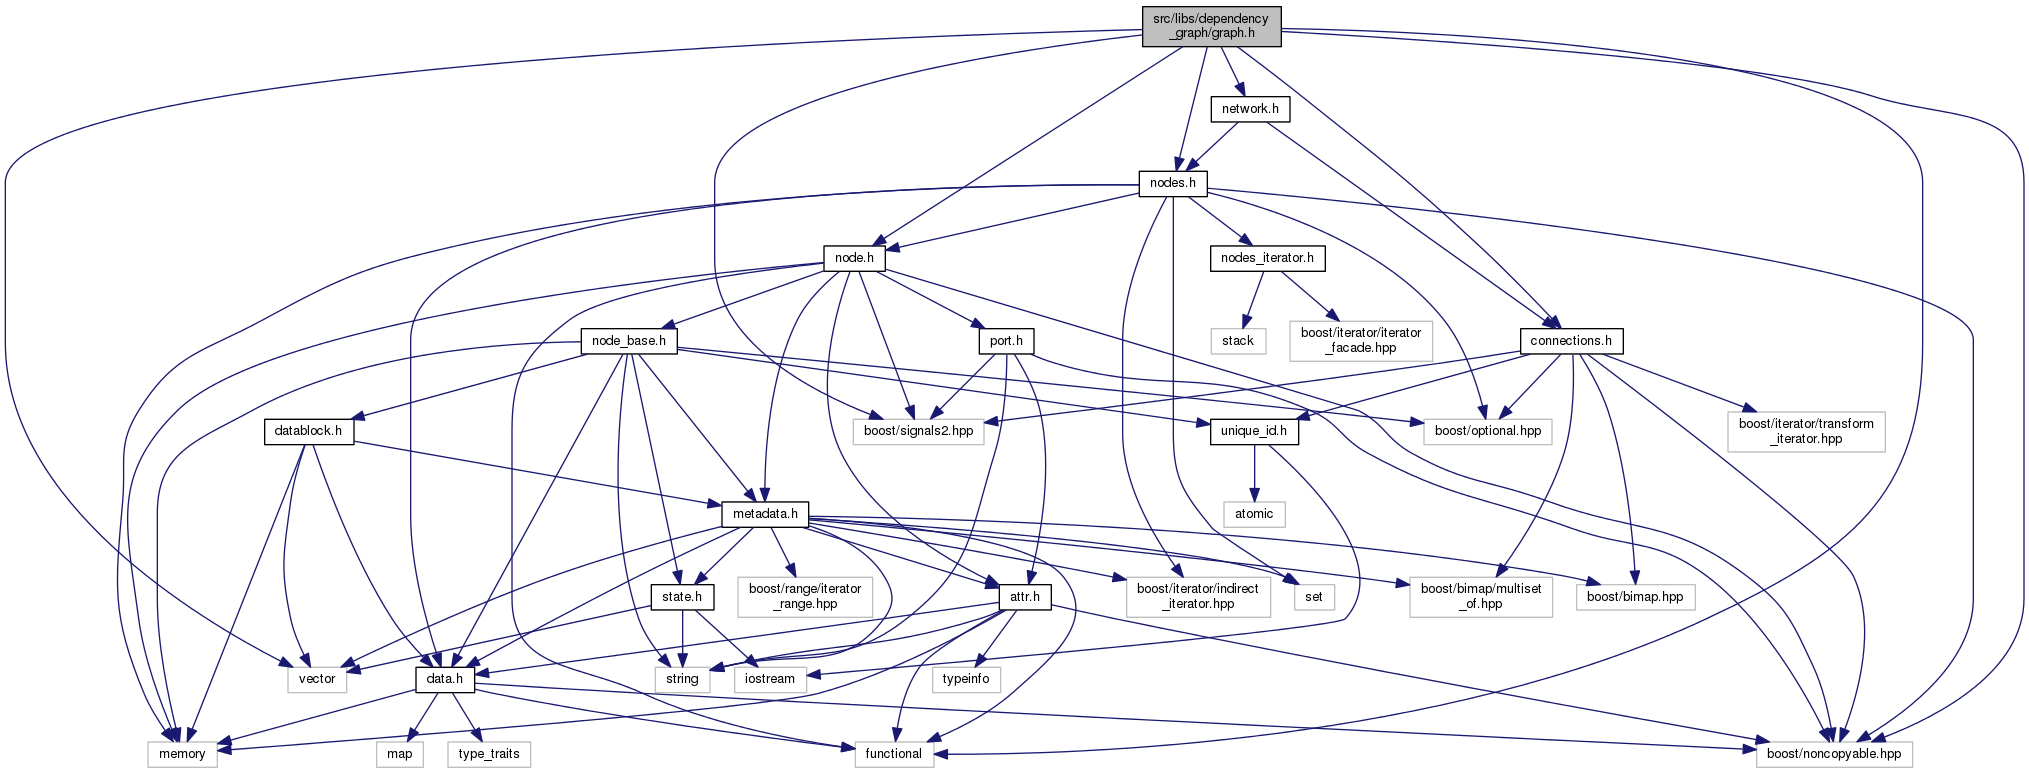 src/libs/dependency
_graph/graph.h
network.h
nodes.h
node.h
nodes_iterator.h
node_base.h
port.h
stack
boost/iterator/iterator
_facade.hpp
connections.h
datablock.h
boost/signals2.hpp
unique_id.h
boost/optional.hpp
boost/iterator/transform
_iterator.hpp
metadata.h
atomic
state.h
boost/range/iterator
_range.hpp
attr.h
boost/iterator/indirect
_iterator.hpp
set
boost/bimap/multiset
_of.hpp
boost/bimap.hpp
vector
data.h
string
iostream
typeinfo
memory
map
type_traits
functional
boost/noncopyable.hpp